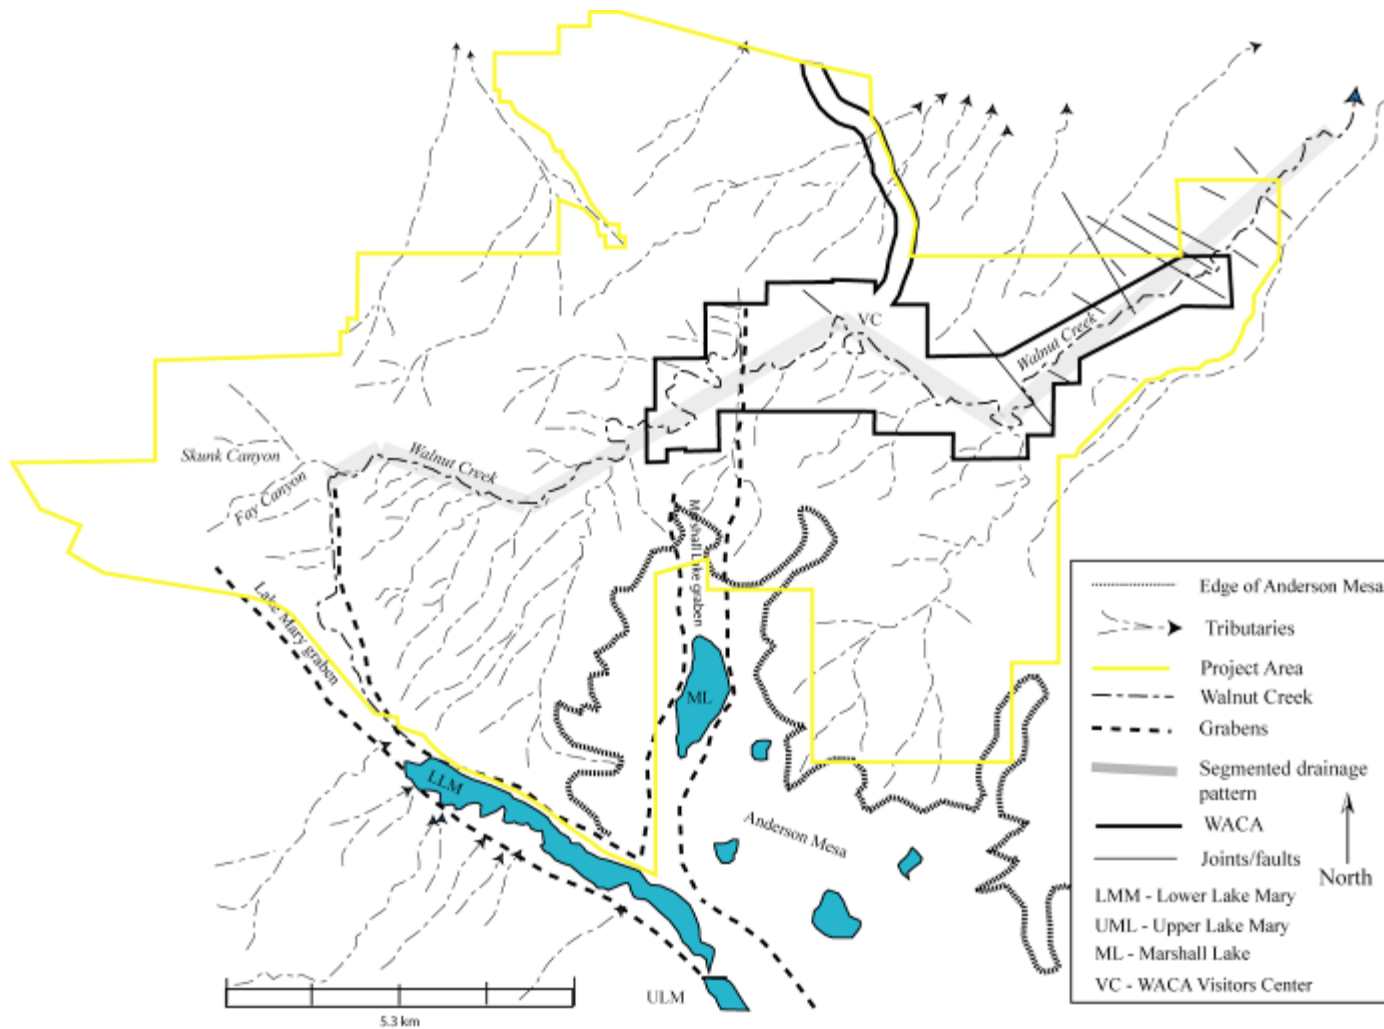 VC
Walnut Creek
Skunk Canyon
Walnut Creek
Fay Canyon
Marshall Lake graben
Lake Mary graben
ML
LLM
Anderson Mesa
ULM
5.3 km
Edge of Anderson Mesa
Tributaries
Project Area
Walnut Creek
Grabens
Segmented drainage
pattern
WACA
Joints/faults
North
LMM - Lower Lake Mary
UML - Upper Lake Mary
ML - Marshall Lake
VC - WACA Visitors Center